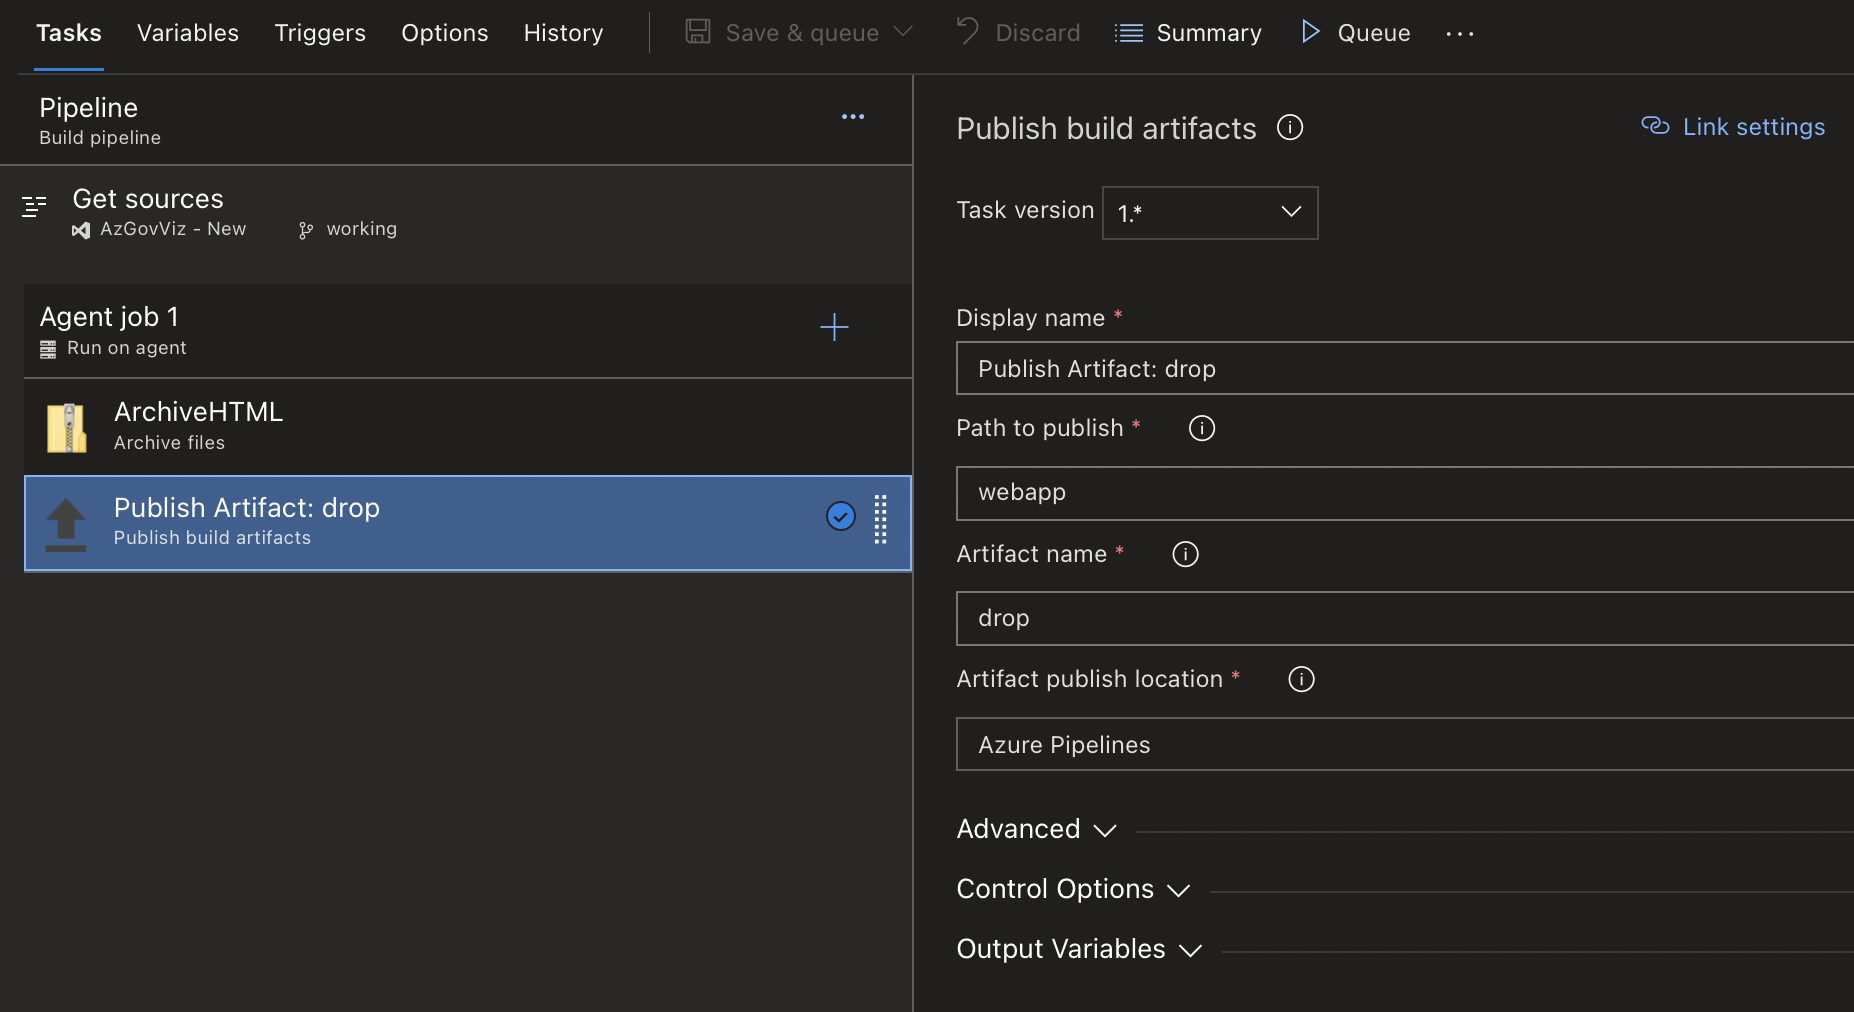 Tasks Variables Triggers Options History Save & queue Discard Summary Queue
Pipeline
Build pipeline
Get sources
AzGovViz - New working
Agent job 1
Run on agent
ArchiveHTML
Archive files
Publish Artifact: drop
Publish build artifacts
Publish build artifacts Link settings
Task version 1.*
Display name *
Publish Artifact: drop
Path to publish *
webapp
Artifact name *
drop
Artifact publish location *
Azure Pipelines
Advanced
Control Options
Output Variables